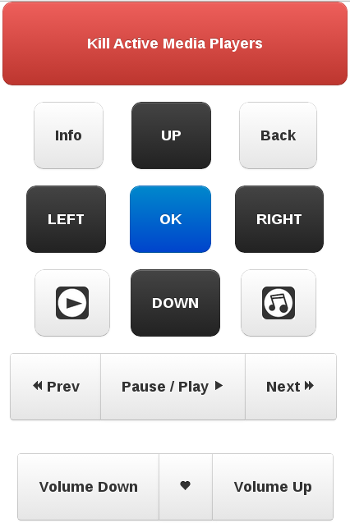 Kill Active Media Players
Info UP Back
LEFT OK RIGHT
DOWN
Prev Pause / Play Next
Volume Down Volume Up